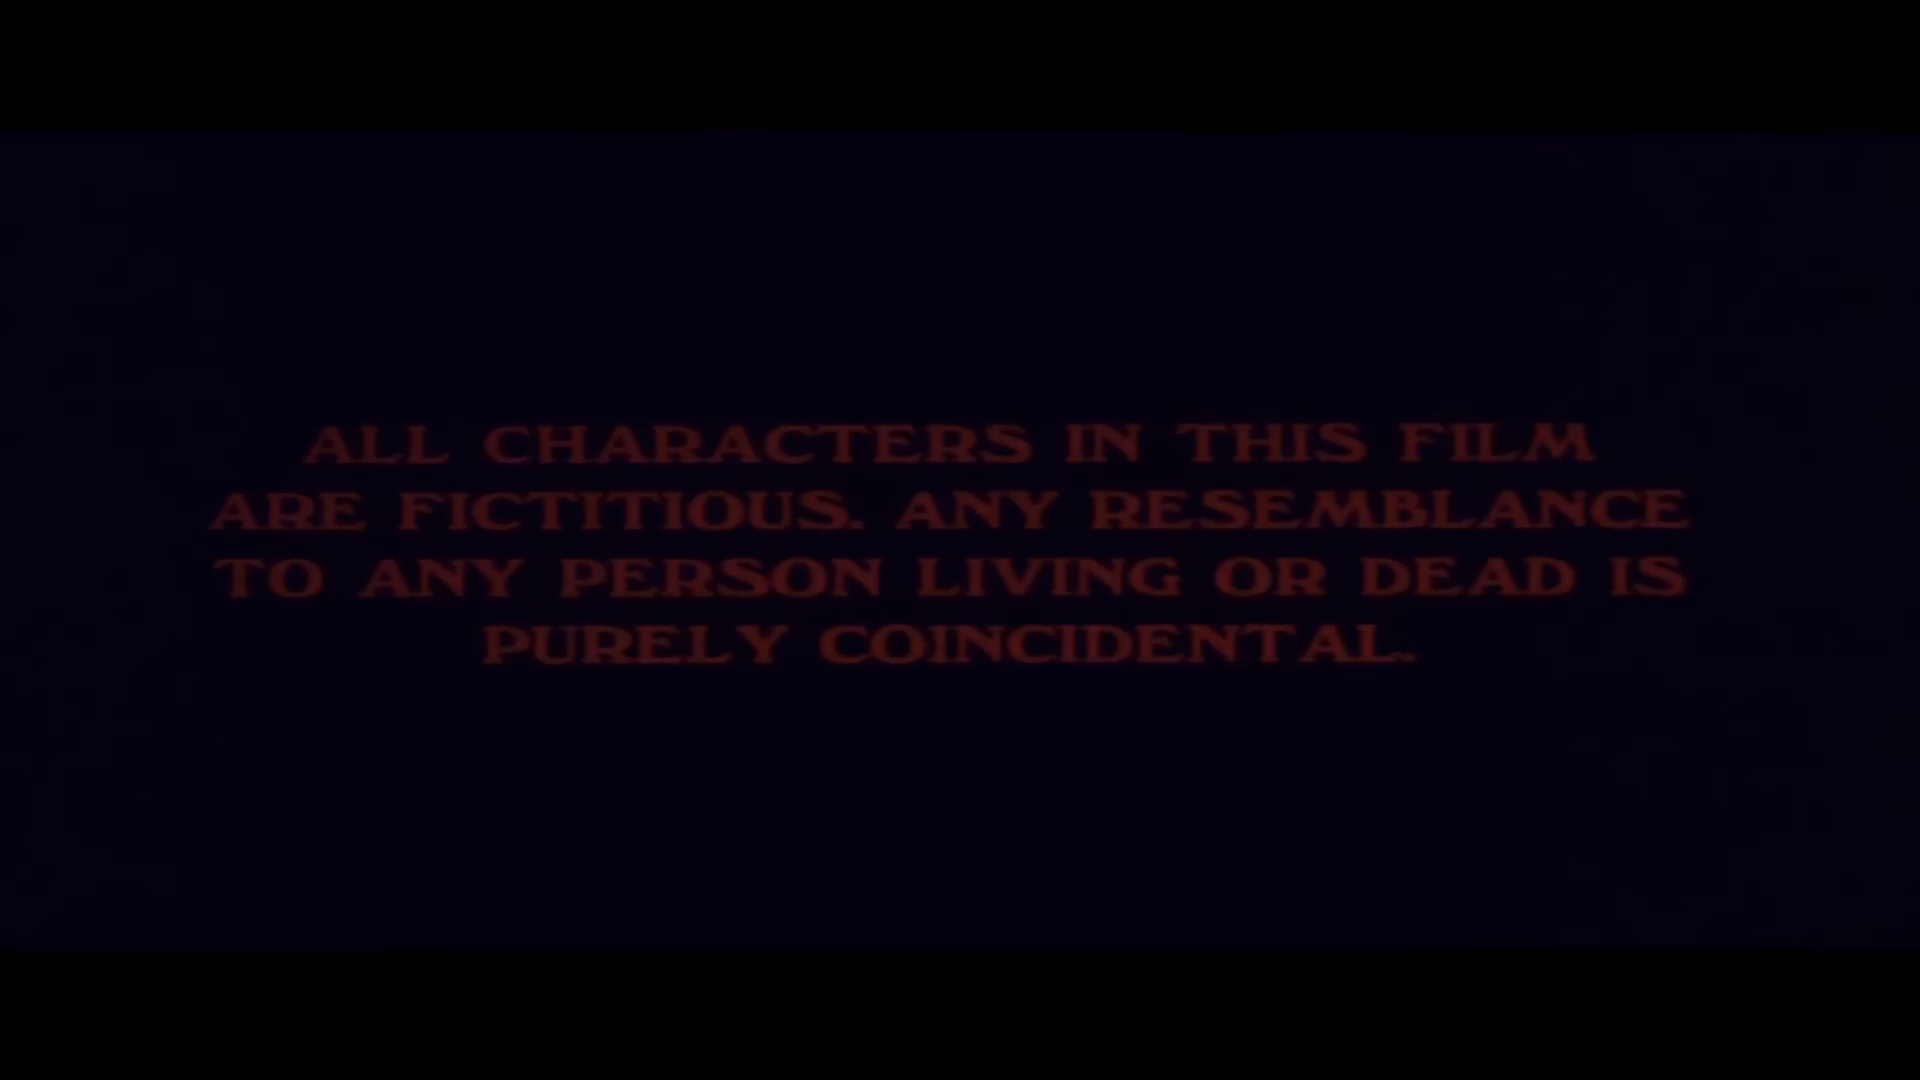 ALL CHARACTERS IN THIS FILM
ARE FICTITIOUS. ANY RESEMBLANCE
TO ANY PERSON LIVING OR DEAD IS
PURELY COINCIDENTAL.